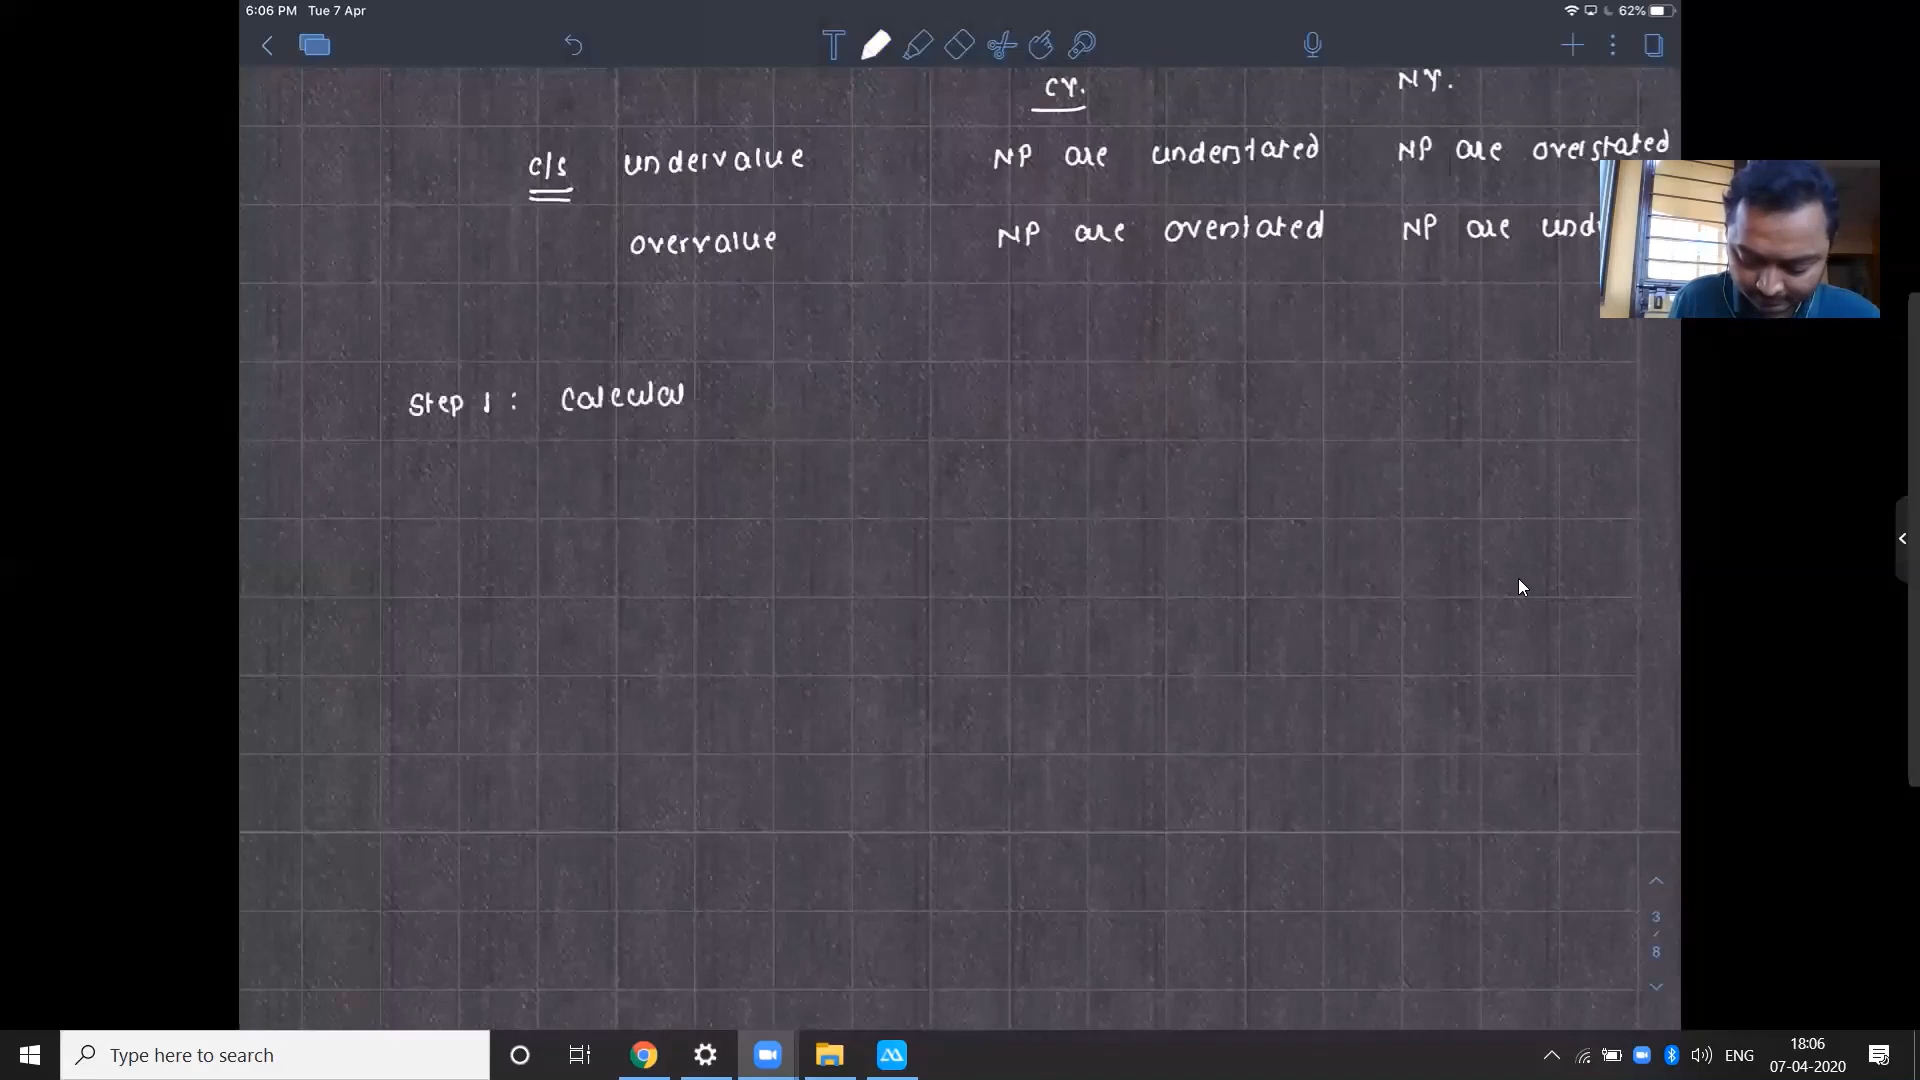 6:06 PM Tue 7 Apr
62%
CY.
NY.
c/s undervalue NP are understated NP are overstated
overvalue NP are overstated NP are und
Step 1 : Calcula
3
8
Type here to search
ENG
18:06
07-04-2020